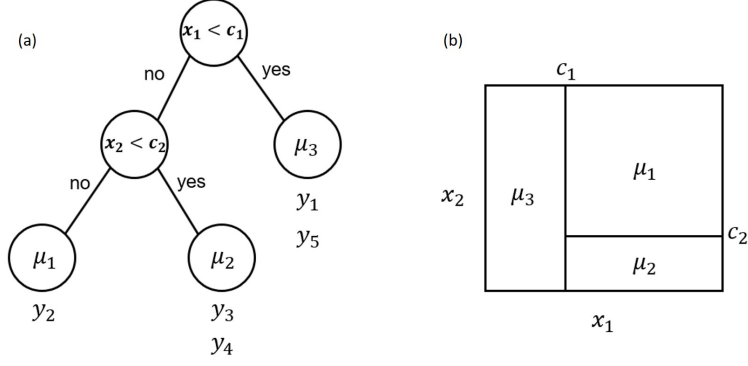 (a)
x₁ < c₁
no
yes
x₂ < c₂
μ₃
no
yes
y₁
y₅
μ₁
μ₂
y₂
y₃
y₄
(b)
c₁
μ₁
x₂
μ₃
c₂
μ₂
x₁